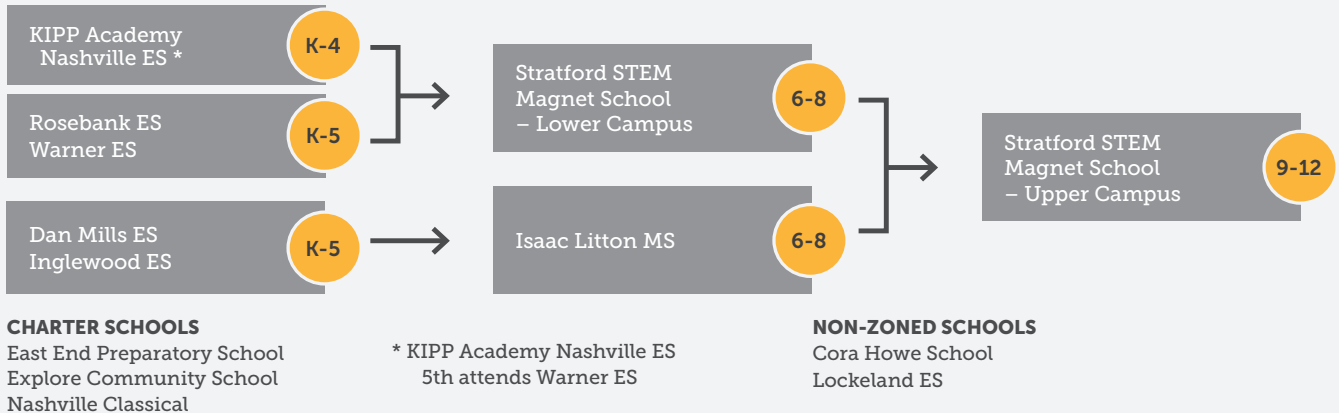 KIPP Academy
Nashville ES *
K-4
Rosebank ES
Warner ES
K-5
Dan Mills ES
Inglewood ES
K-5
Stratford STEM
Magnet School
– Lower Campus
6-8
Isaac Litton MS
6-8
Stratford STEM
Magnet School
– Upper Campus
9-12
CHARTER SCHOOLS
East End Preparatory School
Explore Community School
Nashville Classical
* KIPP Academy Nashville ES
5th attends Warner ES
NON-ZONED SCHOOLS
Cora Howe School
Lockeland ES